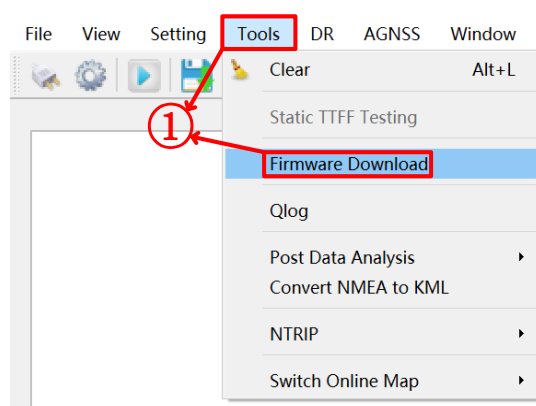 File View Setting Tools DR AGNSS Window
Clear Alt+L
Static TTFF Testing
①
Firmware Download
Qlog
Post Data Analysis
Convert NMEA to KML
NTRIP
Switch Online Map